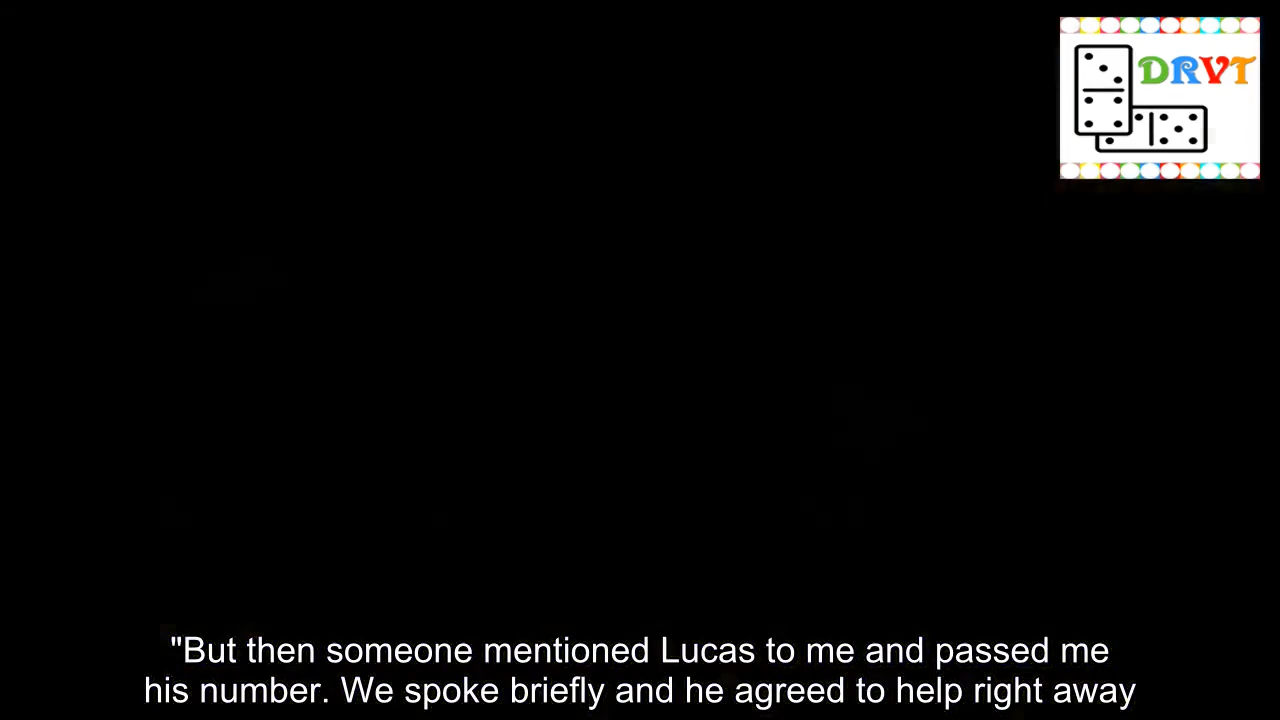 DRVT
"But then someone mentioned Lucas to me and passed me
his number. We spoke briefly and he agreed to help right away